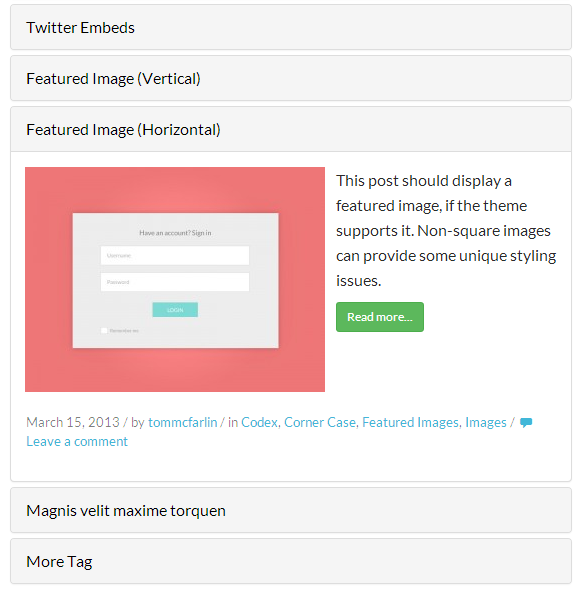 Twitter Embeds
Featured Image (Vertical)
Featured Image (Horizontal)
Have an account? Sign in
Username
Password
LOGIN
Remember me
This post should display a
featured image, if the theme
supports it. Non-square images
can provide some unique styling
issues.
Read more...
March 15, 2013 / by tommcfarlin / in Codex, Corner Case, Featured Images, Images /
Leave a comment
Magnis velit maxime torquen
More Tag